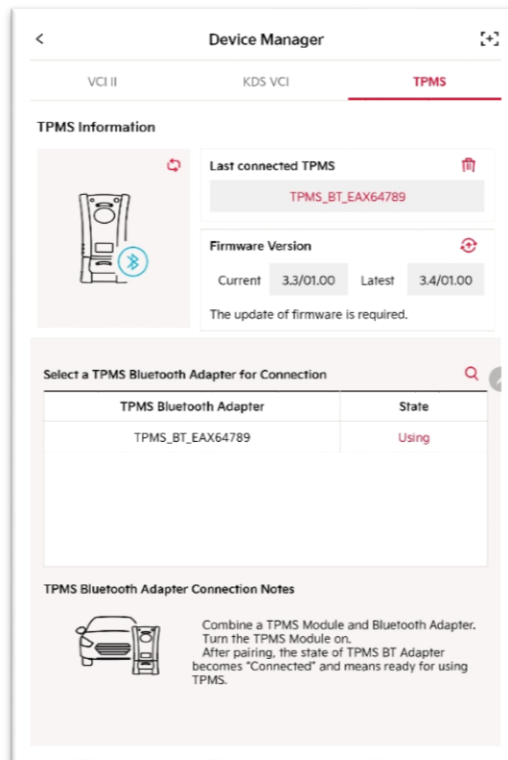 Device Manager
VCI II
KDS VCI
TPMS
TPMS Information
Last connected TPMS
TPMS_BT_EAX64789
Firmware Version
Current 3.3/01.00 Latest 3.4/01.00
The update of firmware is required.
Select a TPMS Bluetooth Adapter for Connection
TPMS Bluetooth Adapter State
TPMS_BT_EAX64789 Using
TPMS Bluetooth Adapter Connection Notes
Combine a TPMS Module and Bluetooth Adapter.
Turn the TPMS Module on.
After pairing, the state of TPMS BT Adapter
becomes "Connected" and means ready for using
TPMS.